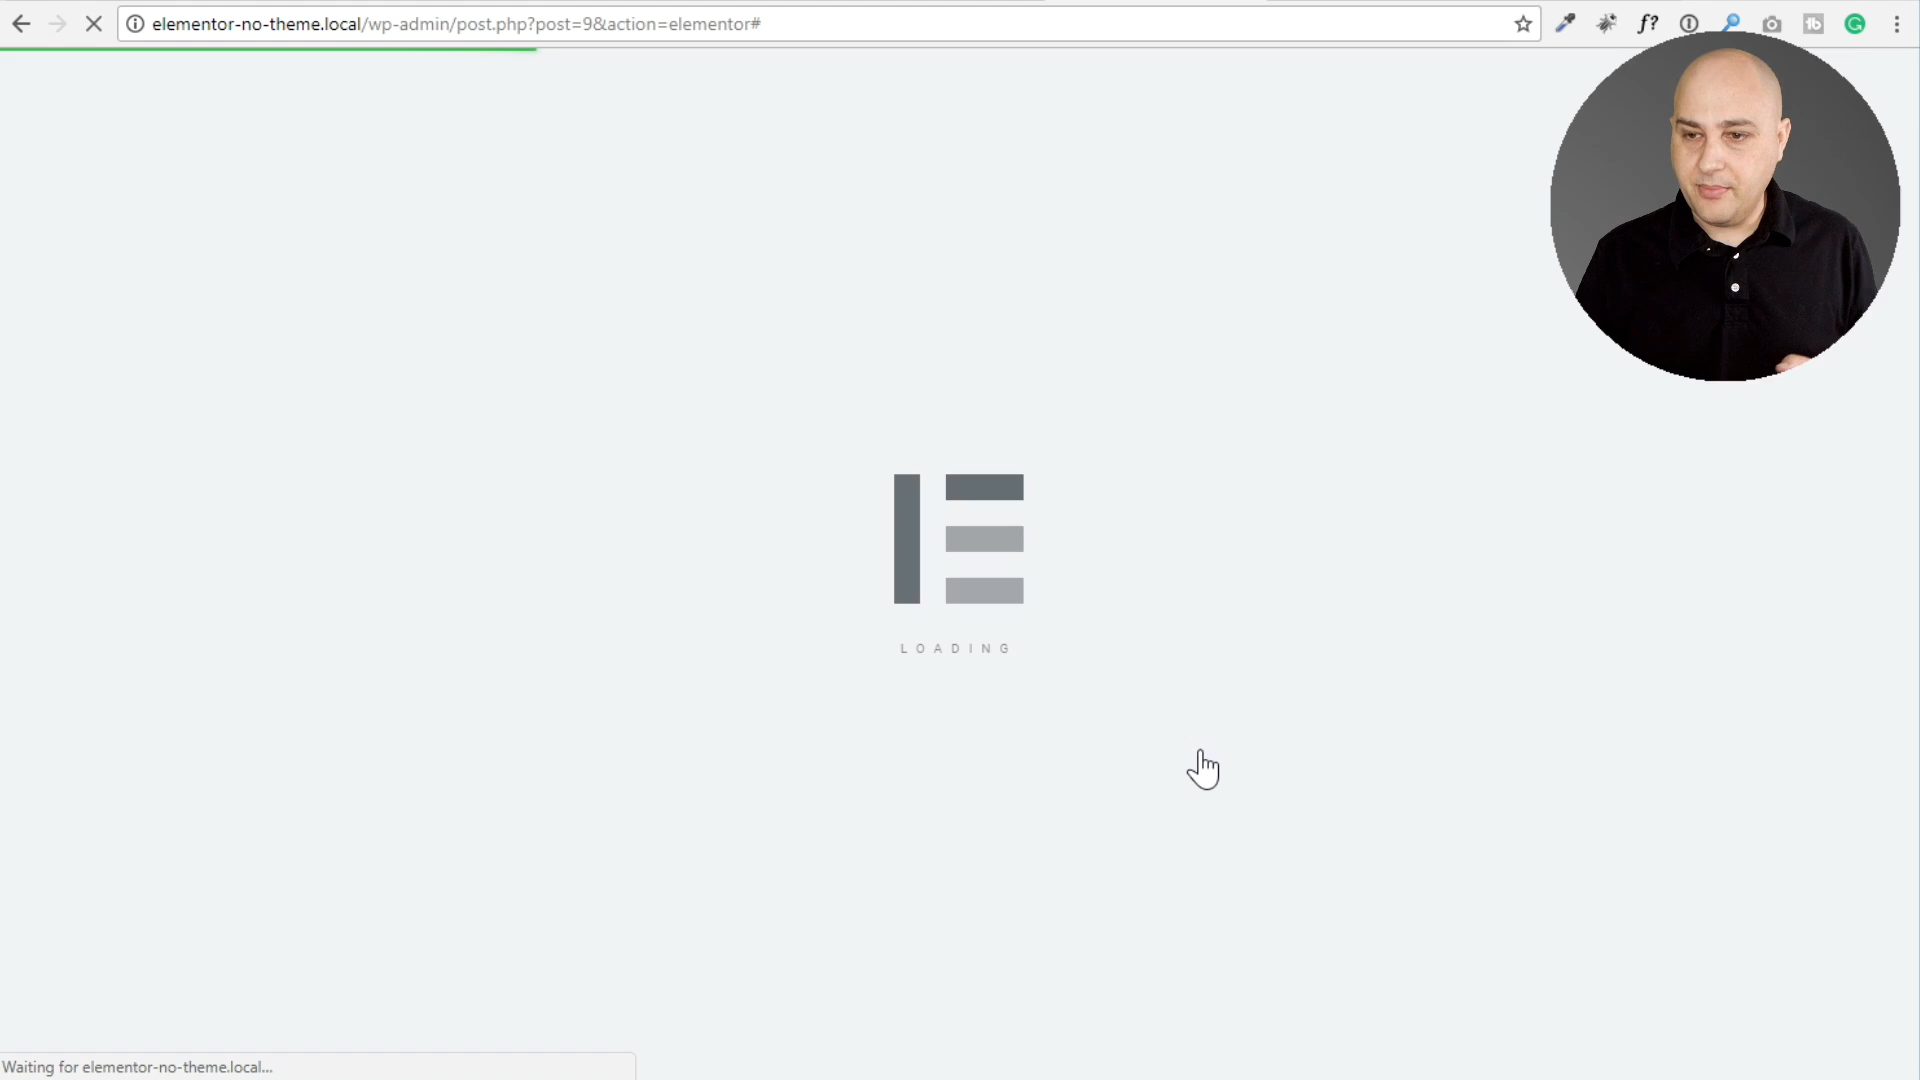 elementor-no-theme.local/wp-admin/post.php?post=9&action=elementor#
f?
tb
G
LOADING
Waiting for elementor-no-theme.local...